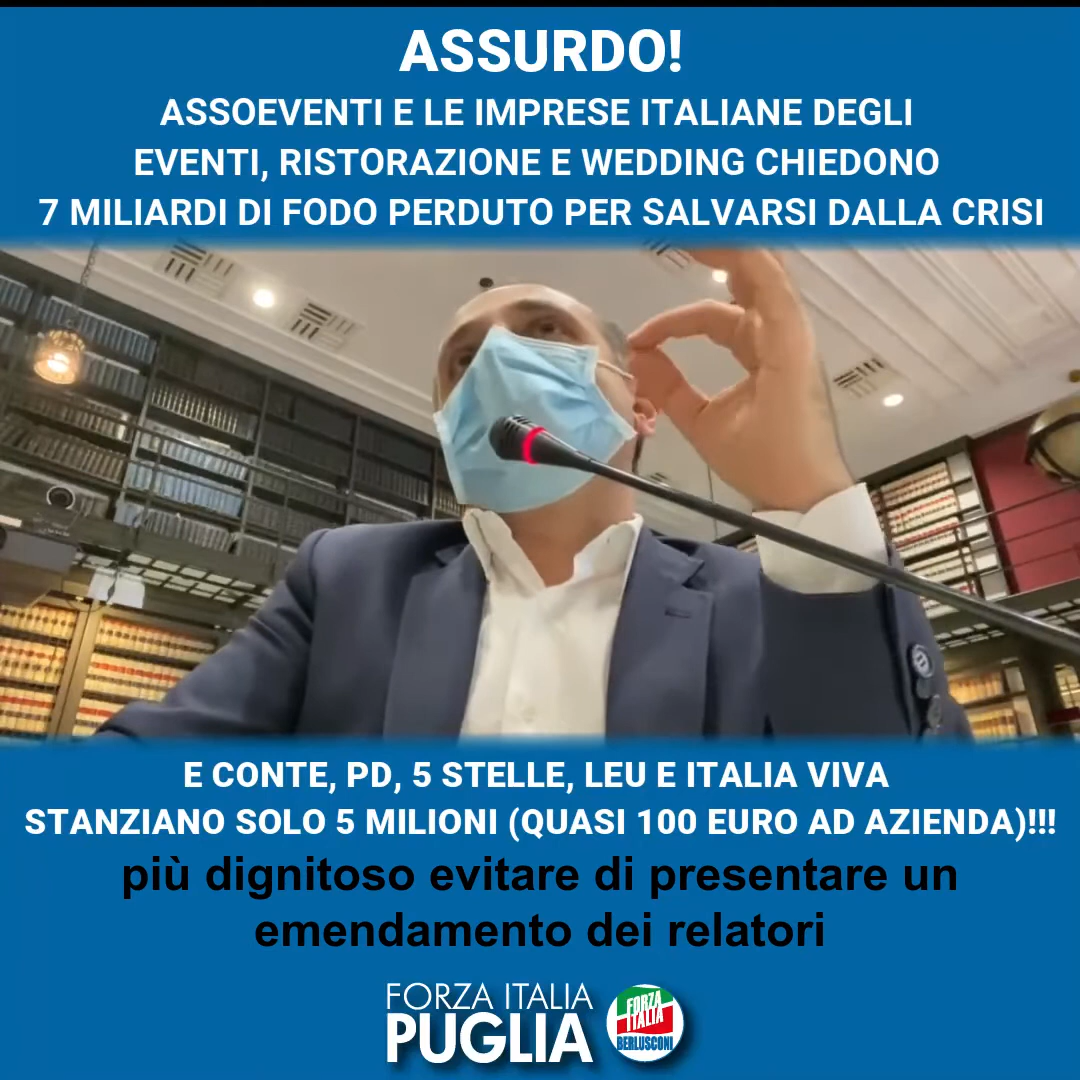 ASSURDO!
ASSOEVENTI E LE IMPRESE ITALIANE DEGLI
EVENTI, RISTORAZIONE E WEDDING CHIEDONO
7 MILIARDI DI FODO PERDUTO PER SALVARSI DALLA CRISI
E CONTE, PD, 5 STELLE, LEU E ITALIA VIVA
STANZIANO SOLO 5 MILIONI (QUASI 100 EURO AD AZIENDA)!!!
più dignitoso evitare di presentare un
emendamento dei relatori
FORZA ITALIA
PUGLIA
FORZA
ITALIA
BERLUSCONI